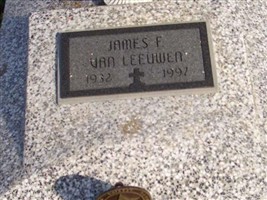 JAMES F.
VAN LEEUWEN
1932 1997